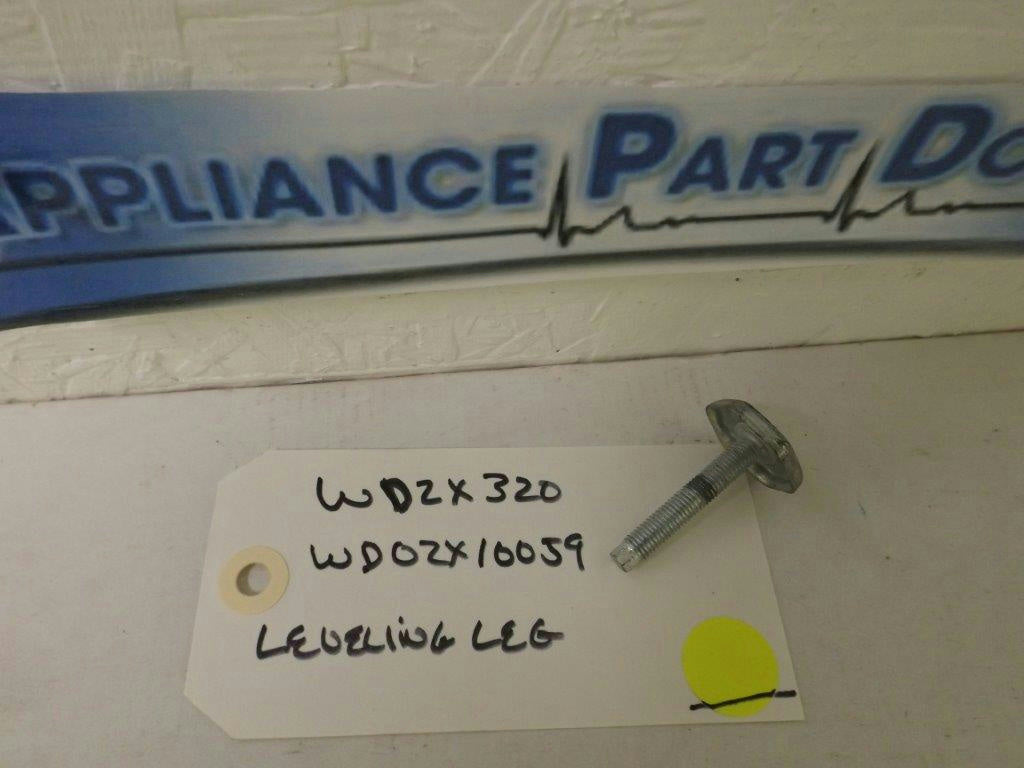 APPLIANCE PART DO
WD2X320
WD02X10059
LEVELING LEG